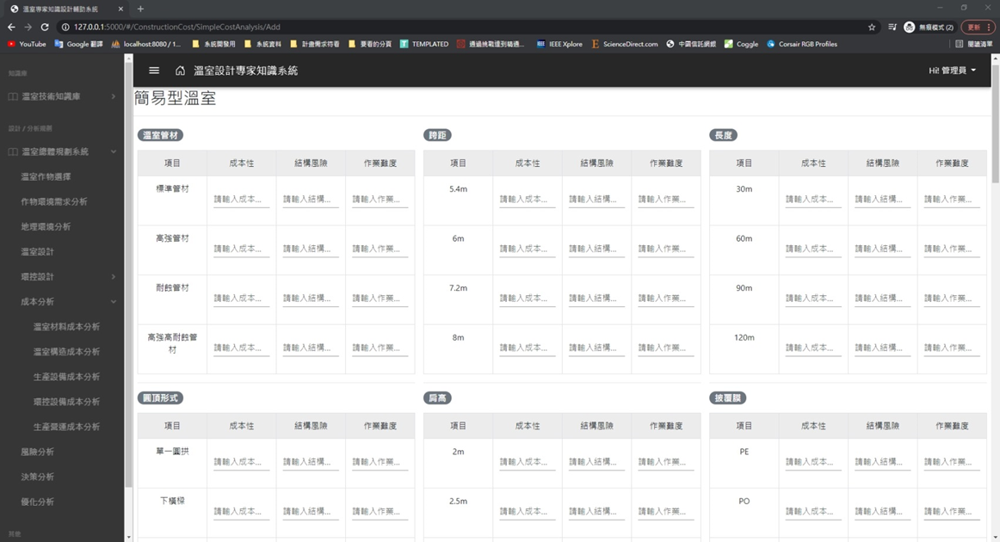 溫室專家知識設計輔助系統
127.0.0.1:5000/#/ConstructionCost/SimpleCostAnalysis/Add
無痕模式 (2)
更新
YouTube
Google 翻譯
localhost:8080 / 1...
系統開發用
系統資料
計畫需求待看
要看的分頁
TEMPLATED
透過挑戰達到精通...
IEEE Xplore
ScienceDirect.com
中國信託網銀
Coggle
Corsair RGB Profiles
閱讀清單
溫室設計專家知識系統
Hi! 管理員
知識庫
溫室技術知識庫
設計 / 分析規劃
溫室總體規劃系統
溫室作物選擇
作物環境需求分析
地理環境分析
溫室設計
環控設計
成本分析
溫室材料成本分析
溫室構造成本分析
生產設備成本分析
環控設備成本分析
生產營運成本分析
風險分析
決策分析
優化分析
其他
簡易型溫室
溫室管材
項目 成本性 結構風險 作業難度
標準管材 請輸入成本... 請輸入結構... 請輸入作業...
高強管材 請輸入成本... 請輸入結構... 請輸入作業...
耐蝕管材 請輸入成本... 請輸入結構... 請輸入作業...
高強高耐蝕管
材 請輸入成本... 請輸入結構... 請輸入作業...
跨距
項目 成本性 結構風險 作業難度
5.4m 請輸入成本... 請輸入結構... 請輸入作業...
6m 請輸入成本... 請輸入結構... 請輸入作業...
7.2m 請輸入成本... 請輸入結構... 請輸入作業...
8m 請輸入成本... 請輸入結構... 請輸入作業...
長度
項目 成本性 結構風險 作業難度
30m 請輸入成本... 請輸入結構... 請輸入作業...
60m 請輸入成本... 請輸入結構... 請輸入作業...
90m 請輸入成本... 請輸入結構... 請輸入作業...
120m 請輸入成本... 請輸入結構... 請輸入作業...
圓頂形式
項目 成本性 結構風險 作業難度
單一圓拱 請輸入成本... 請輸入結構... 請輸入作業...
下橫樑 請輸入成本... 請輸入結構... 請輸入作業...
肩高
項目 成本性 結構風險 作業難度
2m 請輸入成本... 請輸入結構... 請輸入作業...
2.5m 請輸入成本... 請輸入結構... 請輸入作業...
披覆膜
項目 成本性 結構風險 作業難度
PE 請輸入成本... 請輸入結構... 請輸入作業...
PO 請輸入成本... 請輸入結構... 請輸入作業...